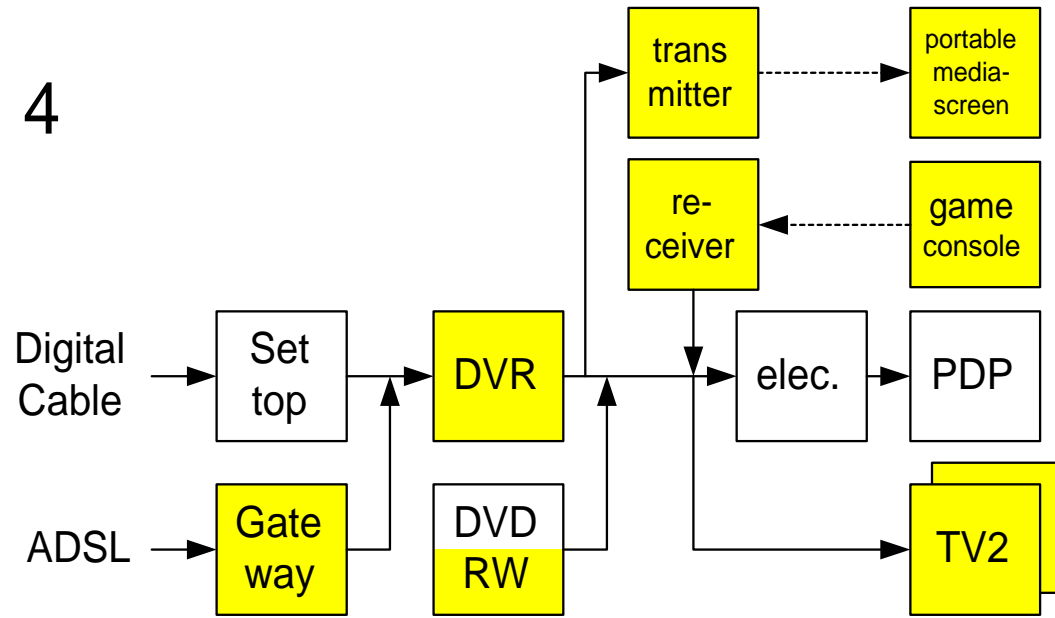 4
trans
mitter
portable
media-
screen
re-
ceiver
game
console
Digital
Cable
Set
top
DVR
elec.
PDP
ADSL
Gate
way
DVD
RW
TV2